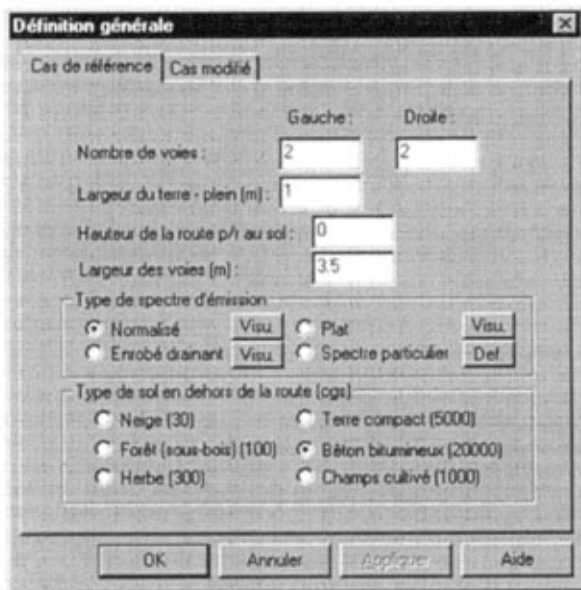 Définition générale
Cas de référence Cas modifié
Gauche : Droite :
Nombre de voies : 2 2
Largeur du terre - plein (m) : 1
Hauteur de la route p/r au sol : 0
Largeur des voies (m) : 3.5
Type de spectre d'émission
Normalisé Visu. Plat Visu.
Enrobé drainant Visu. Spectre particulier Def.
Type de sol en dehors de la route (cgs)
Neige (30) Terre compact (5000)
Forêt (sous-bois) (100) Béton bitumineux (20000)
Herbe (300) Champs cultivé (1000)
OK Annuler Appliquer Aide